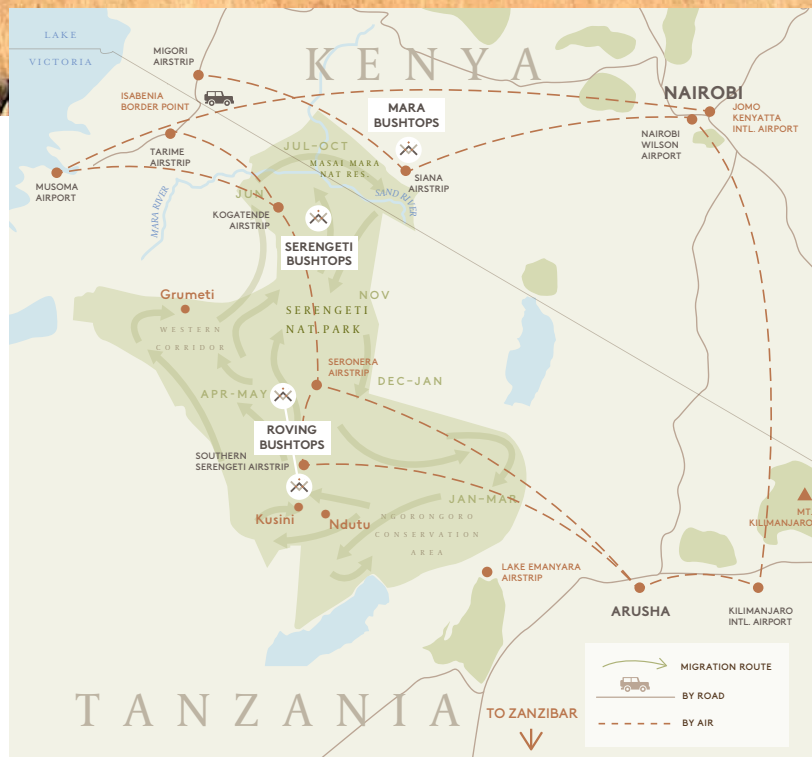 LAKE
VICTORIA
MIGORI
AIRSTRIP
KENYA
ISABENIA
BORDER POINT
MARA
BUSHTOPS
NAIROBI
JOMO
KENYATTA
INTL. AIRPORT
NAIROBI
WILSON
AIRPORT
TARIME
AIRSTRIP
JUL-OCT
MASAI MARA
NAT RES.
SIANA
AIRSTRIP
MUSOMA
AIRPORT
JUN
SAND RIVER
MARA RIVER
KOGATENDE
AIRSTRIP
SERENGETI
BUSHTOPS
Grumeti
NOV
SERENGETI
NAT.PARK
WESTERN
CORRIDOR
SERONERA
AIRSTRIP
DEC-JAN
APR-MAY
ROVING
BUSHTOPS
SOUTHERN
SERENGETI AIRSTRIP
JAN-MAR
Kusini
Ndutu
NGORONGORO
CONSERVATION
AREA
MT.
KILIMANJARO
LAKE EMANYARA
AIRSTRIP
ARUSHA
KILIMANJARO
INTL. AIRPORT
TANZANIA
TO ZANZIBAR
MIGRATION ROUTE
BY ROAD
BY AIR